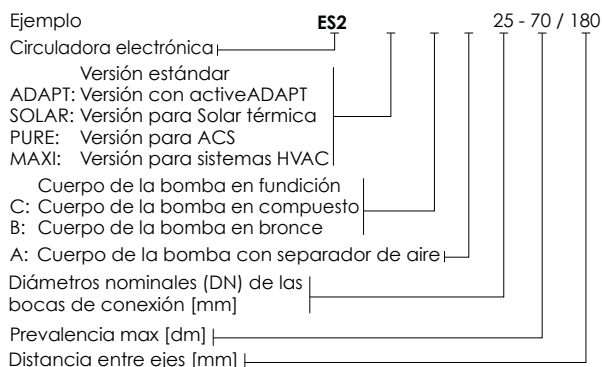 Ejemplo ES2 25 - 70 / 180
Circuladora electrónica
Versión estándar
ADAPT: Versión con activeADAPT
SOLAR: Versión para Solar térmica
PURE: Versión para ACS
MAXI: Versión para sistemas HVAC
Cuerpo de la bomba en fundición
C: Cuerpo de la bomba en compuesto
B: Cuerpo de la bomba en bronce
A: Cuerpo de la bomba con separador de aire
Diámetros nominales (DN) de las
bocas de conexión [mm]
Prevalencia max [dm]
Distancia entre ejes [mm]